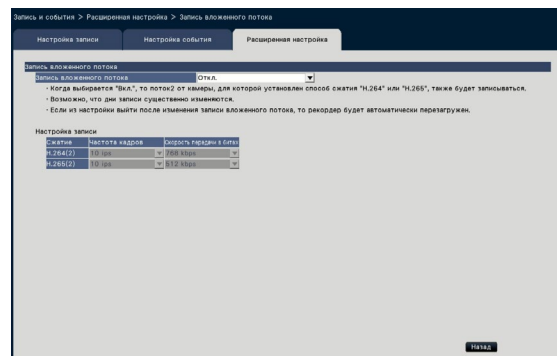 Запись и события > Расширенная настройка > Запись вложенного потока
Настройка записи Настройка события Расширенная настройка
Запись вложенного потока
Запись вложенного потока Откл.
· Когда выбирается "Вкл.", то поток2 от камеры, для которой установлен способ сжатия "H.264" или "H.265", также будет записываться.
· Возможно, что дни записи существенно изменяются.
· Если из настройки выйти после изменения записи вложенного потока, то рекордер будет автоматически перезагружен.
Настройка записи
Сжатие Частота кадров Скорость передачи в битах
H.264(2) 10 ips 768 kbps
H.265(2) 10 ips 512 kbps
Назад